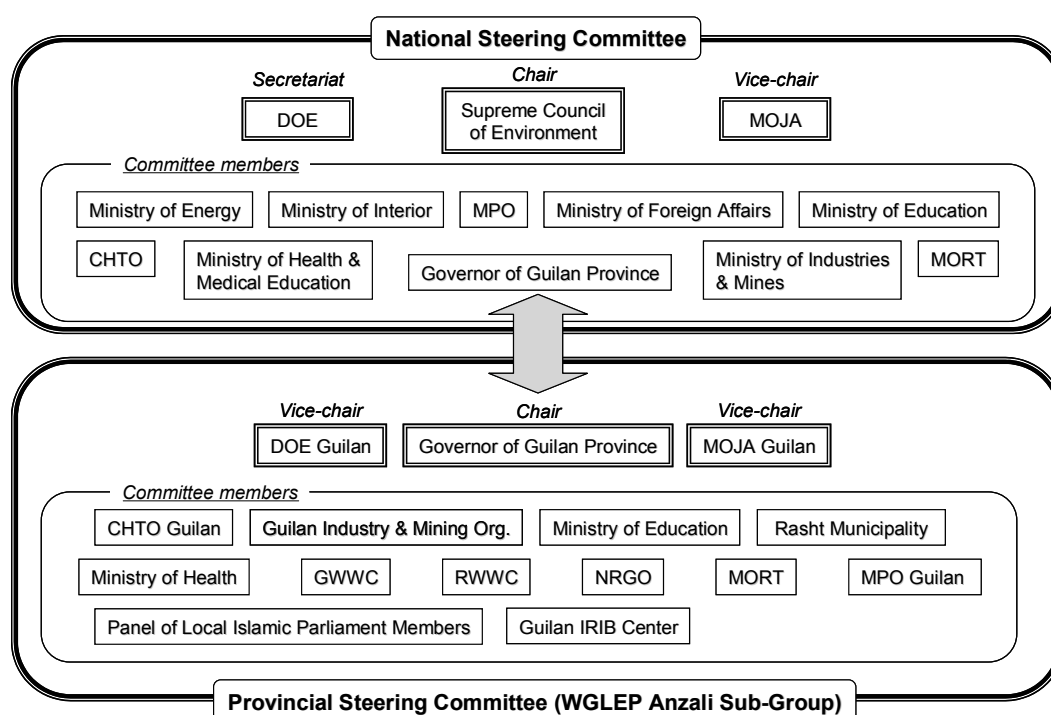 National Steering Committee
Secretariat
Chair
Vice-chair
DOE
Supreme Council
of Environment
MOJA
Committee members
Ministry of Energy
Ministry of Interior
MPO
Ministry of Foreign Affairs
Ministry of Education
CHTO
Ministry of Health &
Medical Education
Governor of Guilan Province
Ministry of Industries
& Mines
MORT
Vice-chair
Chair
Vice-chair
DOE Guilan
Governor of Guilan Province
MOJA Guilan
Committee members
CHTO Guilan
Guilan Industry & Mining Org.
Ministry of Education
Rasht Municipality
Ministry of Health
GWWC
RWWC
NRGO
MORT
MPO Guilan
Panel of Local Islamic Parliament Members
Guilan IRIB Center
Provincial Steering Committee (WGLEP Anzali Sub-Group)